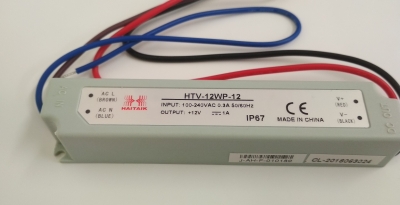 AC L
(BROWN)
AC N
(BLUE)
HAITAIK
HTV-12WP-12
INPUT: 100-240VAC 0.3A 50/60HZ
OUTPUT: +12V 1A
IP67
CE
MADE IN CHINA
V+
(RED)
V-
(BLACK)